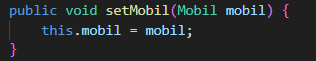 public void setMobil(Mobil mobil) {
    this.mobil = mobil;
}